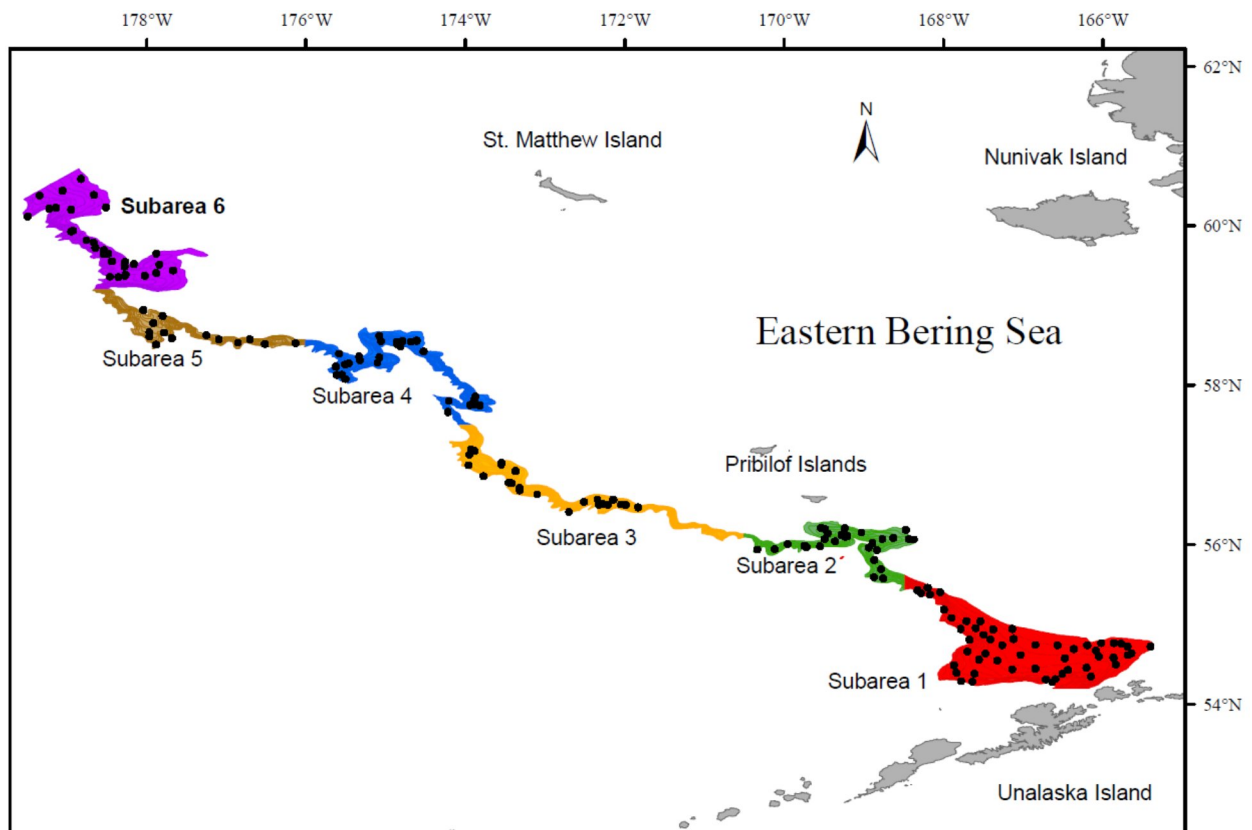 178°W 176°W 174°W 172°W 170°W 168°W 166°W
62°N
N
St. Matthew Island
Nunivak Island
Subarea 6
60°N
Eastern Bering Sea
Subarea 5
Subarea 4
58°N
Pribilof Islands
Subarea 3
Subarea 2
56°N
Subarea 1
54°N
Unalaska Island